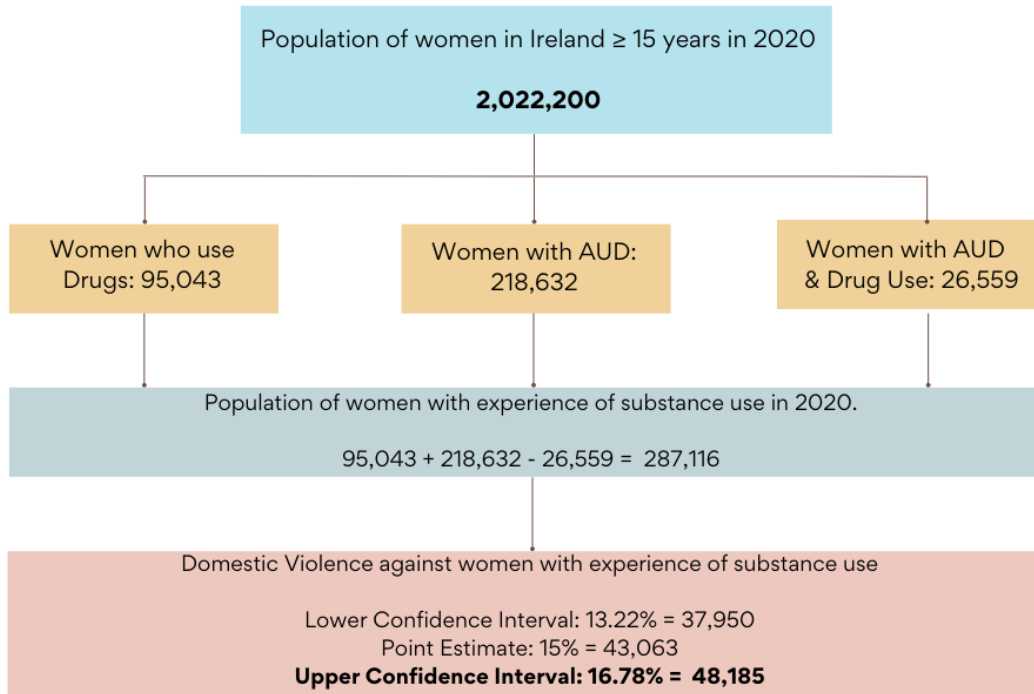 Population of women in Ireland ≥ 15 years in 2020
2,022,200
Women who use
Drugs: 95,043
Women with AUD:
218,632
Women with AUD
& Drug Use: 26,559
Population of women with experience of substance use in 2020.
95,043 + 218,632 - 26,559 = 287,116
Domestic Violence against women with experience of substance use
Lower Confidence Interval: 13.22% = 37,950
Point Estimate: 15% = 43,063
Upper Confidence Interval: 16.78% = 48,185